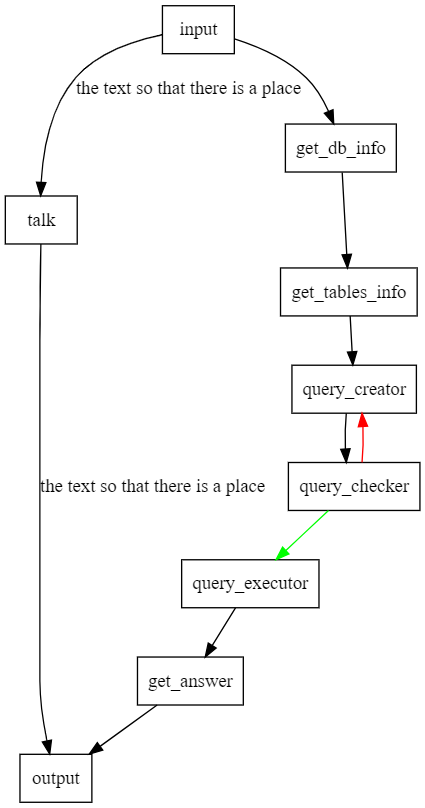 input
the text so that there is a place
get_db_info
talk
get_tables_info
query_creator
query_checker
the text so that there is a place
query_executor
get_answer
output